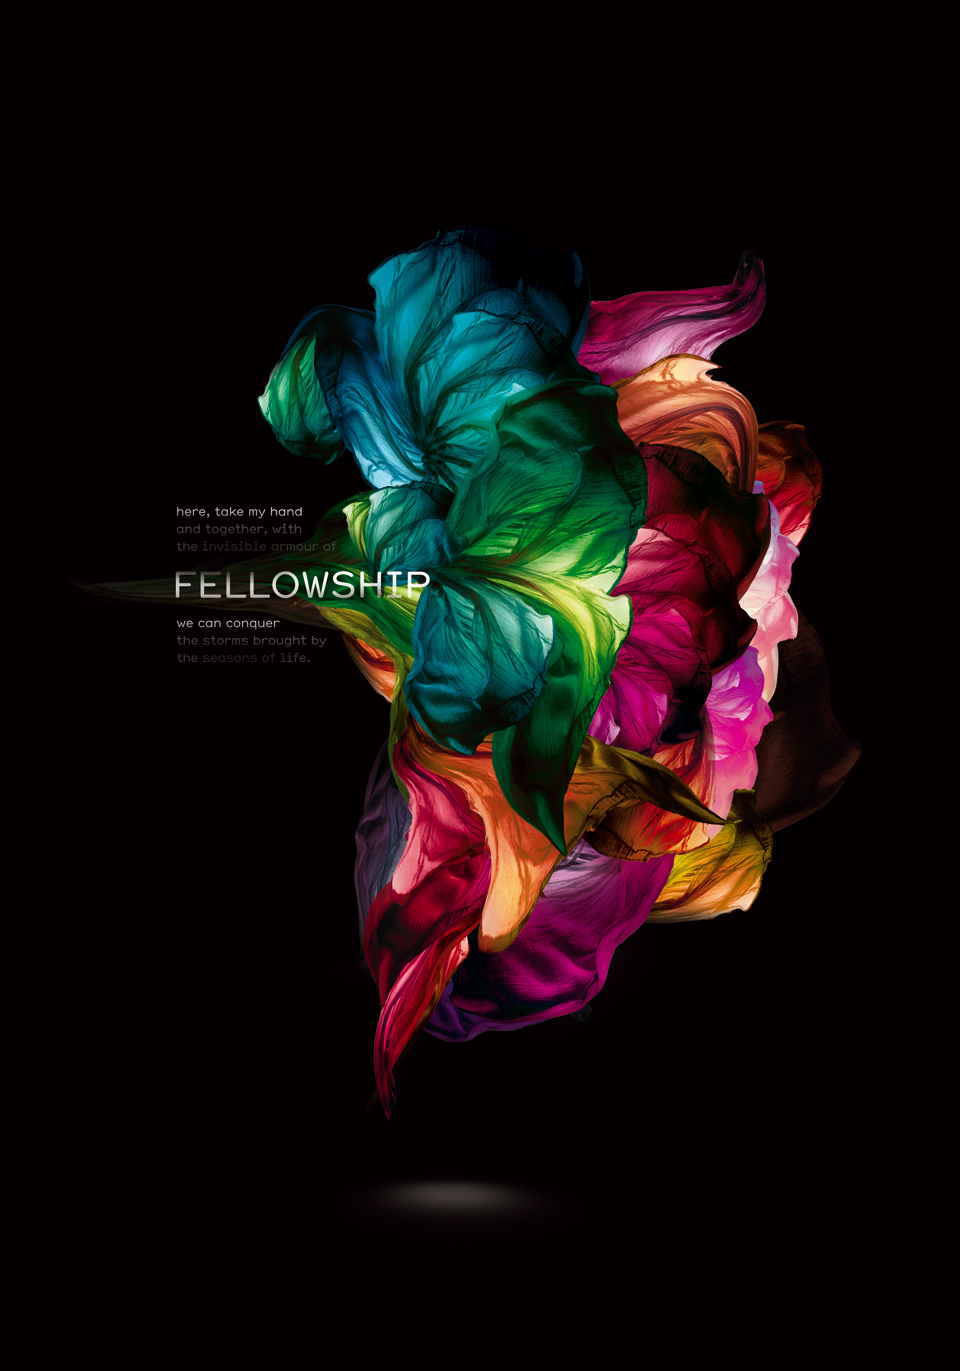 here, take my hand
and together, with
the invisible armour of
FELLOWSHIP
we can conquer
the storms brought by
the seasons of life.